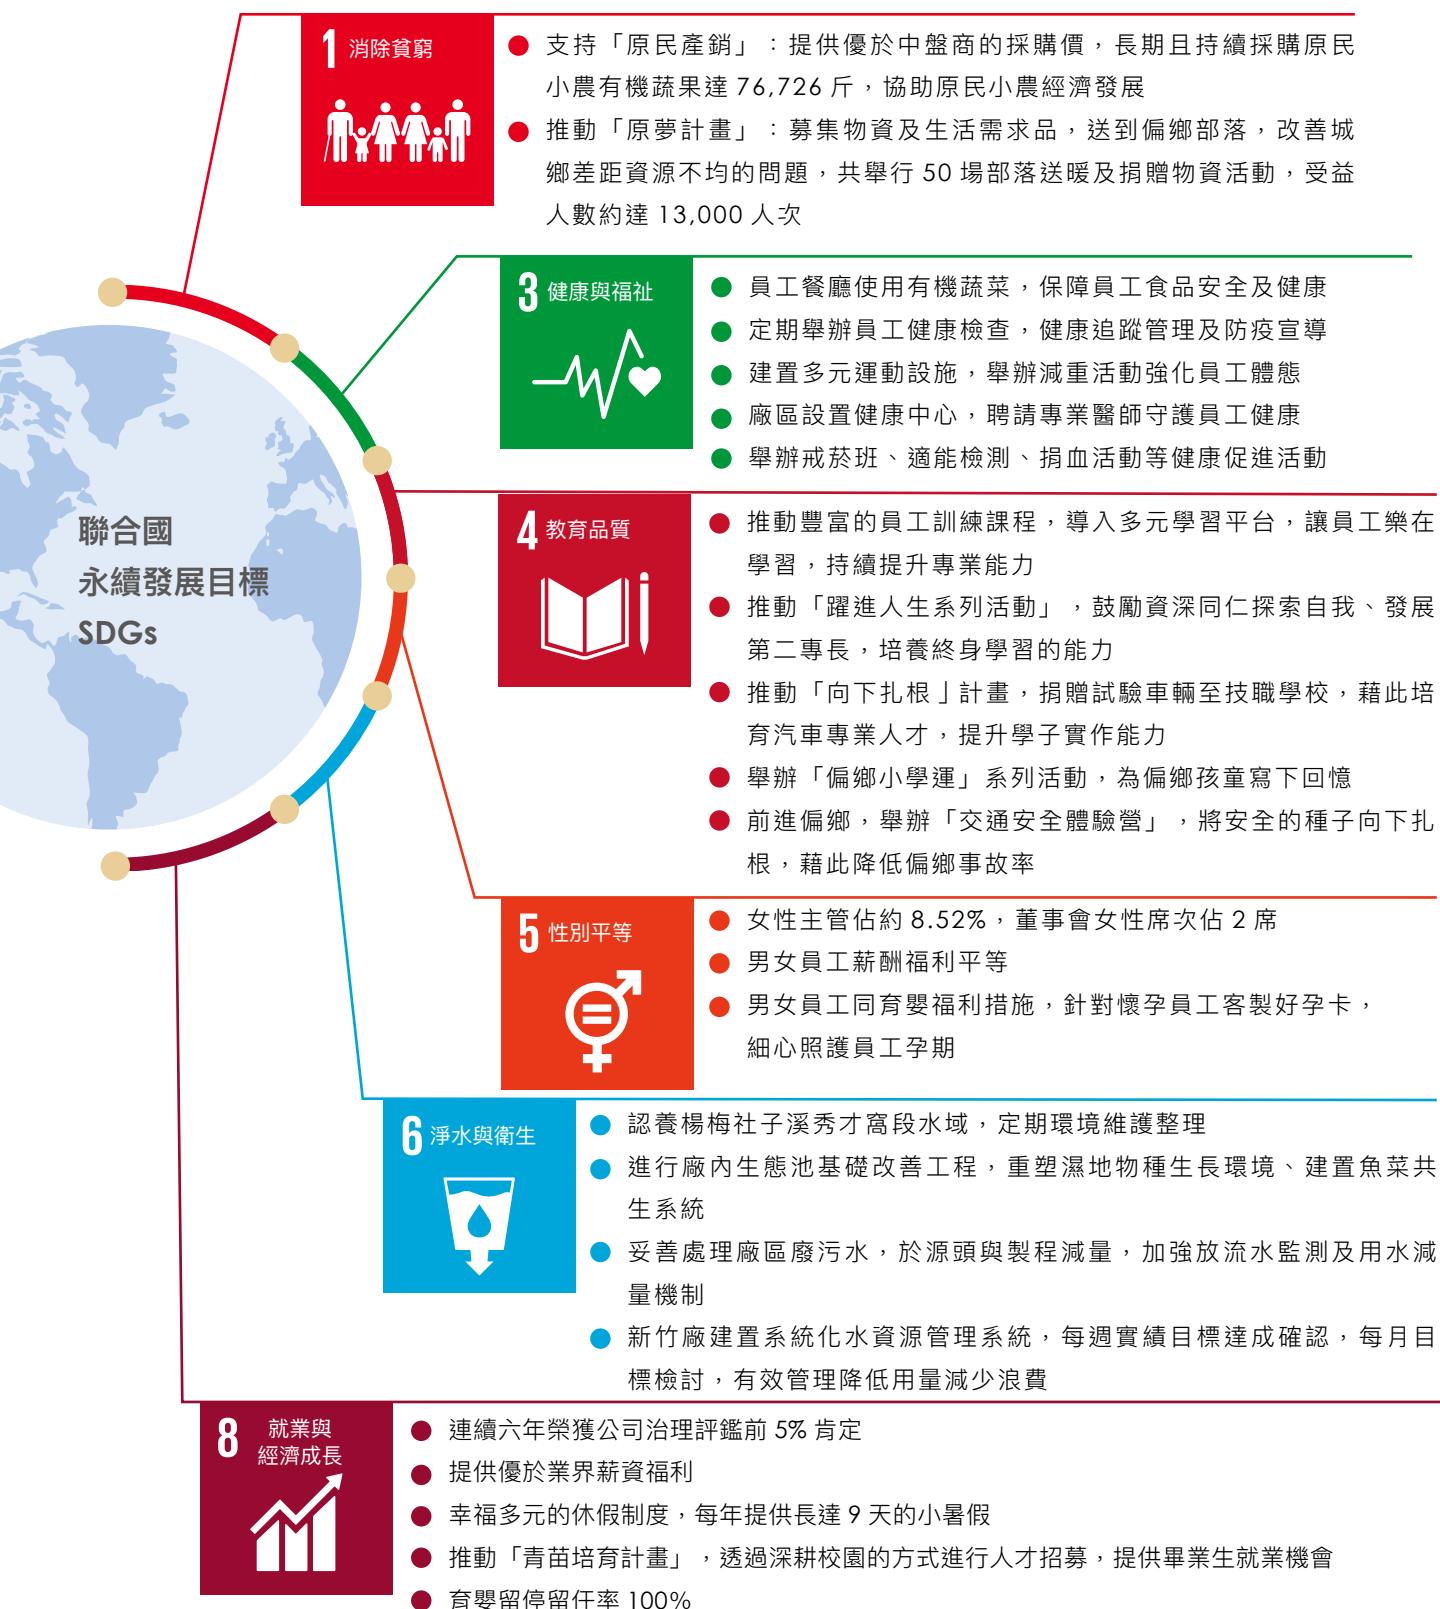 1 消除貧窮
● 支持「原民產銷」：提供優於中盤商的採購價，長期且持續採購原民
小農有機蔬果達 76,726 斤，協助原民小農經濟發展
● 推動「原夢計畫」：募集物資及生活需求品，送到偏鄉部落，改善城
鄉差距資源不均的問題，共舉行 50 場部落送暖及捐贈物資活動，受益
人數約達 13,000 人次
3 健康與福祉
● 員工餐廳使用有機蔬菜，保障員工食品安全及健康
● 定期舉辦員工健康檢查，健康追蹤管理及防疫宣導
● 建置多元運動設施，舉辦減重活動強化員工體態
● 廠區設置健康中心，聘請專業醫師守護員工健康
● 舉辦戒菸班、適能檢測、捐血活動等健康促進活動
聯合國
永續發展目標
SDGs
4 教育品質
● 推動豐富的員工訓練課程，導入多元學習平台，讓員工樂在
學習，持續提升專業能力
● 推動「躍進人生系列活動」，鼓勵資深同仁探索自我、發展
第二專長，培養終身學習的能力
● 推動「向下扎根」計畫，捐贈試驗車輛至技職學校，藉此培
育汽車專業人才，提升學子實作能力
● 舉辦「偏鄉小學運」系列活動，為偏鄉孩童寫下回憶
● 前進偏鄉，舉辦「交通安全體驗營」，將安全的種子向下扎
根，藉此降低偏鄉事故率
5 性別平等
● 女性主管佔約 8.52%，董事會女性席次佔 2 席
● 男女員工薪酬福利平等
● 男女員工同育嬰福利措施，針對懷孕員工客製好孕卡，
細心照護員工孕期
6 淨水與衛生
● 認養楊梅社子溪秀才窩段水域，定期環境維護整理
● 進行廠內生態池基礎改善工程，重塑濕地物種生長環境、建置魚菜共
生系統
● 妥善處理廠區廢污水，於源頭與製程減量，加強放流水監測及用水減
量機制
● 新竹廠建置系統化水資源管理系統，每週實績目標達成確認，每月目
標檢討，有效管理降低用量減少浪費
8 就業與
經濟成長
● 連續六年榮獲公司治理評鑑前 5% 肯定
● 提供優於業界薪資福利
● 幸福多元的休假制度，每年提供長達 9 天的小暑假
● 推動「青苗培育計畫」，透過深耕校園的方式進行人才招募，提供畢業生就業機會
● 育嬰留停留任率 100%